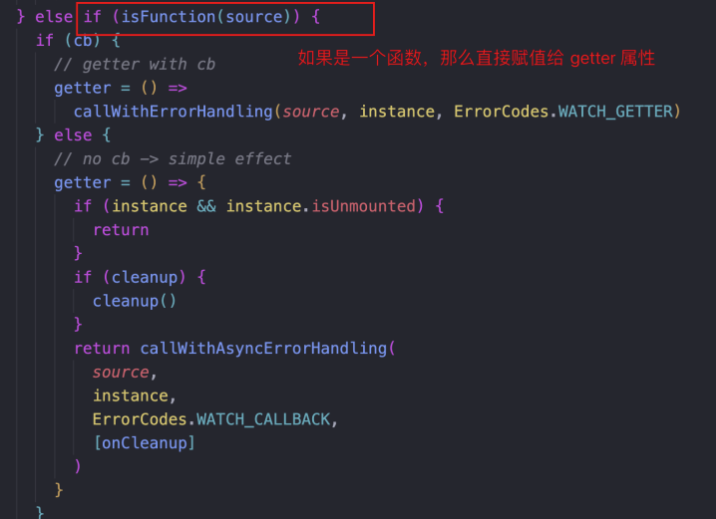 } else if (isFunction(source)) {
if (cb) {
如果是一个函数，那么直接赋值给 getter 属性
// getter with cb
getter = () =>
callWithErrorHandling(source, instance, ErrorCodes.WATCH_GETTER)
} else {
// no cb -> simple effect
getter = () => {
if (instance && instance.isUnmounted) {
return
}
if (cleanup) {
cleanup()
}
return callWithAsyncErrorHandling(
source,
instance,
ErrorCodes.WATCH_CALLBACK,
[onCleanup]
)
}
}